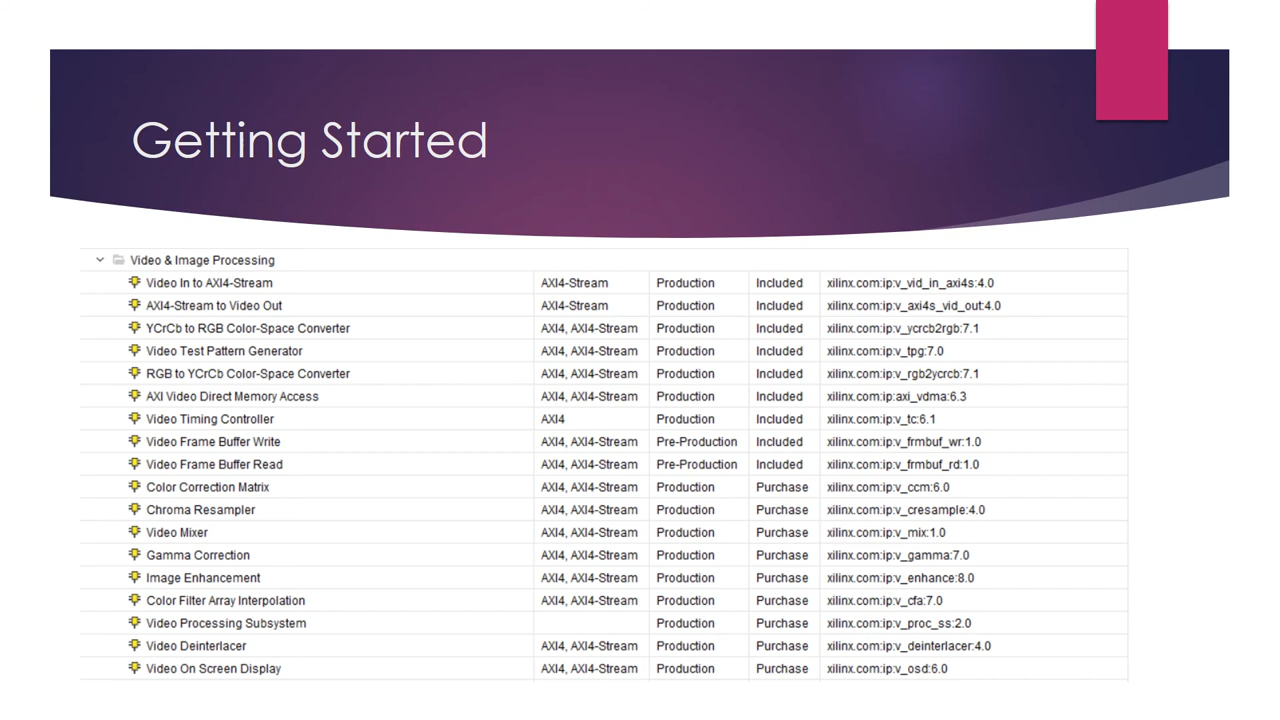 Getting Started
Video & Image Processing
Video In to AXI4-Stream AXI4-Stream Production Included xilinx.com:ip:v_vid_in_axi4s:4.0
AXI4-Stream to Video Out AXI4-Stream Production Included xilinx.com:ip:v_axi4s_vid_out:4.0
YCrCb to RGB Color-Space Converter AXI4, AXI4-Stream Production Included xilinx.com:ip:v_ycrcb2rgb:7.1
Video Test Pattern Generator AXI4, AXI4-Stream Production Included xilinx.com:ip:v_tpg:7.0
RGB to YCrCb Color-Space Converter AXI4, AXI4-Stream Production Included xilinx.com:ip:v_rgb2ycrcb:7.1
AXI Video Direct Memory Access AXI4, AXI4-Stream Production Included xilinx.com:ip:axi_vdma:6.3
Video Timing Controller AXI4 Production Included xilinx.com:ip:v_tc:6.1
Video Frame Buffer Write AXI4, AXI4-Stream Pre-Production Included xilinx.com:ip:v_frmbuf_wr:1.0
Video Frame Buffer Read AXI4, AXI4-Stream Pre-Production Included xilinx.com:ip:v_frmbuf_rd:1.0
Color Correction Matrix AXI4, AXI4-Stream Production Purchase xilinx.com:ip:v_ccm:6.0
Chroma Resampler AXI4, AXI4-Stream Production Purchase xilinx.com:ip:v_cresample:4.0
Video Mixer AXI4, AXI4-Stream Production Purchase xilinx.com:ip:v_mix:1.0
Gamma Correction AXI4, AXI4-Stream Production Purchase xilinx.com:ip:v_gamma:7.0
Image Enhancement AXI4, AXI4-Stream Production Purchase xilinx.com:ip:v_enhance:8.0
Color Filter Array Interpolation AXI4, AXI4-Stream Production Purchase xilinx.com:ip:v_cfa:7.0
Video Processing Subsystem Production Purchase xilinx.com:ip:v_proc_ss:2.0
Video Deinterlacer AXI4, AXI4-Stream Production Purchase xilinx.com:ip:v_deinterlacer:4.0
Video On Screen Display AXI4, AXI4-Stream Production Purchase xilinx.com:ip:v_osd:6.0